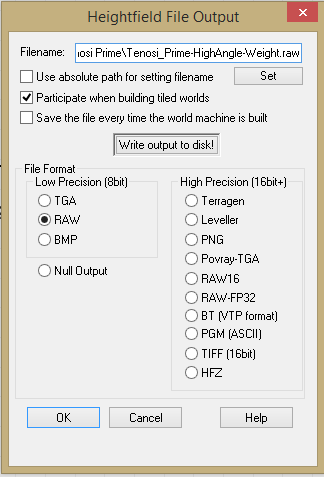 Heightfield File Output
Filename: Prime\Tenosi_Prime-HighAngle-Weight.raw
Use absolute path for setting filename
Set
Participate when building tiled worlds
Save the file every time the world machine is built
Write output to disk!
File Format
Low Precision (8bit)
High Precision (16bit+)
TGA
RAW
BMP
Null Output
Terragen
Leveller
PNG
Povray-TGA
RAW16
RAW-FP32
BT (VTP format)
PGM (ASCII)
TIFF (16bit)
HFZ
OK
Cancel
Help